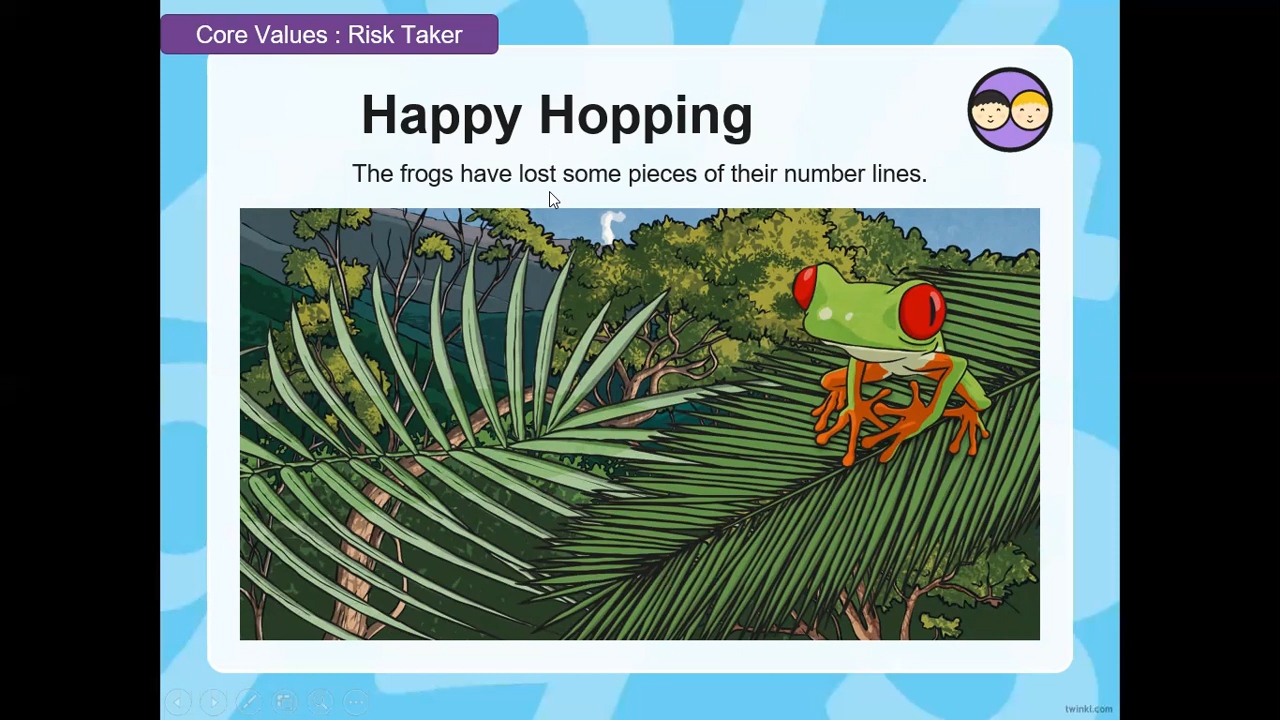 Core Values : Risk Taker
Happy Hopping
The frogs have lost some pieces of their number lines.
twinkl.com